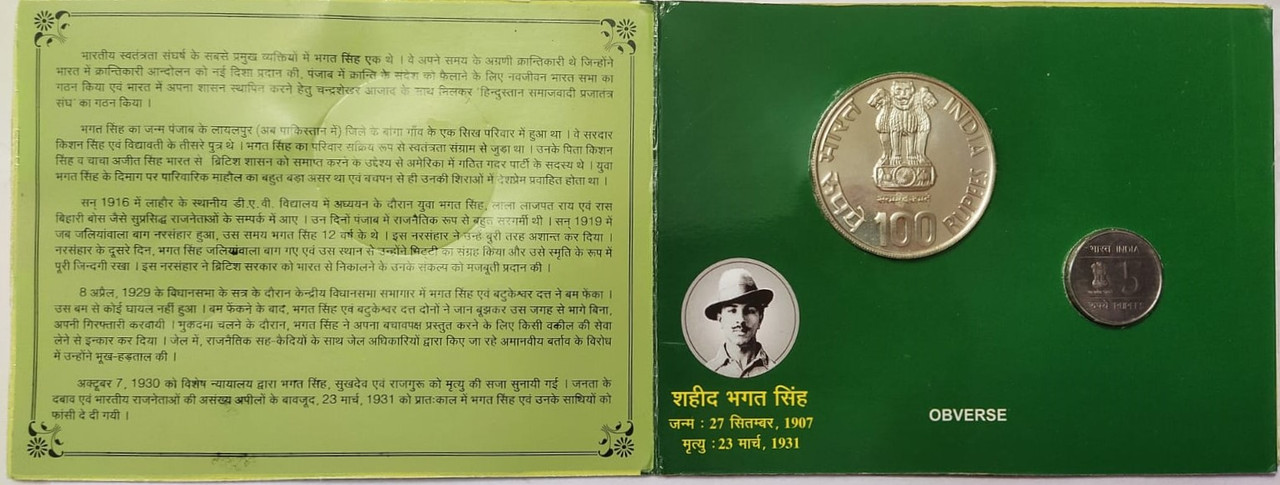 भारतीय स्वतंत्रता संघर्ष के सबसे प्रमुख व्यक्तियों में भगत सिंह एक थे । वे अपने समय के अग्रणी क्रान्तिकारी थे जिन्होंने
भारत में क्रान्तिकारी आन्दोलन को नई दिशा प्रदान की, पंजाब में क्रान्ति के संदेश को फैलाने के लिए नवजीवन भारत सभा का
गठन किया एवं भारत में अपना शासन स्थापित करने हेतु चन्द्रशेखर आजाद के साथ मिलकर 'हिन्दुस्तान समाजवादी प्रजातंत्र
संघ' का गठन किया ।
भगत सिंह का जन्म पंजाब के लायलपुर (अब पाकिस्तान में) जिले के बांगा गाँव के एक सिख परिवार में हुआ था । वे सरदार
किशन सिंह एवं विद्यावती के तीसरे पुत्र थे । भगत सिंह का परिवार सक्रिय रूप से स्वतंत्रता संग्राम से जुड़ा था । उनके पिता किशन
सिंह व चाचा अजीत सिंह भारत से ब्रिटिश शासन को समाप्त करने के उद्देश्य से अमेरिका में गठित गदर पार्टी के सदस्य थे । युवा
भगत सिंह के दिमाग पर पारिवारिक माहौल का बहुत बड़ा असर था एवं बचपन से ही उनकी शिराओं में देशप्रेम प्रवाहित होता था ।
सन् 1916 में लाहौर के स्थानीय डी.ए.वी. विद्यालय में अध्ययन के दौरान युवा भगत सिंह, लाला लाजपत राय एवं रास
बिहारी बोस जैसे सुप्रसिद्ध राजनेताओं के सम्पर्क में आए । उन दिनों पंजाब में राजनैतिक रूप से बहुत सरगर्मी थी । सन् 1919 में
जब जलियांवाला बाग नरसंहार हुआ, उस समय भगत सिंह 12 वर्ष के थे । इस नरसंहार ने उन्हें बुरी तरह अशान्त कर दिया ।
नरसंहार के दूसरे दिन, भगत सिंह जलियांवाला बाग गए एवं उस स्थान से उन्होंने मिटटी का संग्रह किया और उसे स्मृति के रूप में
पूरी जिन्दगी रखा । इस नरसंहार ने ब्रिटिश सरकार को भारत से निकालने के उनके संकल्प को मजबूती प्रदान की ।
8 अप्रैल, 1929 के विधानसभा के सत्र के दौरान केन्द्रीय विधानसभा सभागार में भगत सिंह एवं बटुकेश्वर दत्त ने बम फेंका ।
उस बम से कोई घायल नहीं हुआ । बम फेंकने के बाद, भगत सिंह एवं बटुकेश्वर दत्त दोनों ने जान बूझकर उस जगह से भागे बिना,
अपनी गिरफ्तारी करवायी । मुकदमा चलने के दौरान, भगत सिंह ने अपना बचावपक्ष प्रस्तुत करने के लिए किसी वकील की सेवा
लेने से इन्कार कर दिया । जेल में, राजनैतिक सह-कैदियों के साथ जेल अधिकारियों द्वारा किए जा रहे अमानवीय बर्ताव के विरोध
में उन्होंने भूख-हड़ताल की ।
अक्टूबर 7, 1930 को विशेष न्यायालय द्वारा भगत सिंह, सुखदेव एवं राजगुरू को मृत्यु की सजा सुनायी गई । जनता के
दबाव एवं भारतीय राजनेताओं की असंख्य अपीलों के बावजूद, 23 मार्च, 1931 को प्रातःकाल में भगत सिंह एवं उनके साथियों को
फांसी दे दी गयी ।
भारत INDIA
सत्यमेव जयते
रुपये 100 RUPEES
भारत INDIA
5
रुपये RUPEES
शहीद भगत सिंह
जन्म : 27 सितम्बर, 1907
मृत्यु : 23 मार्च, 1931
OBVERSE